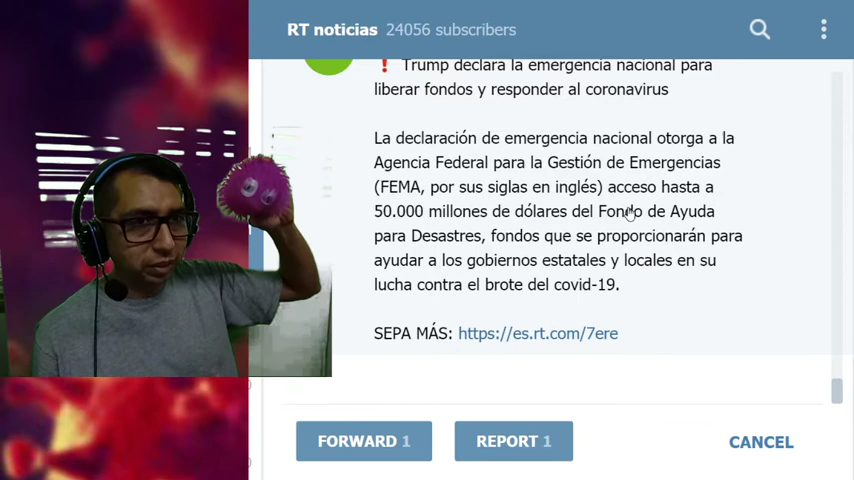 RT noticias 24056 subscribers
❗ Trump declara la emergencia nacional para
liberar fondos y responder al coronavirus
La declaración de emergencia nacional otorga a la
Agencia Federal para la Gestión de Emergencias
(FEMA, por sus siglas en inglés) acceso hasta a
50.000 millones de dólares del Fondo de Ayuda
para Desastres, fondos que se proporcionarán para
ayudar a los gobiernos estatales y locales en su
lucha contra el brote del covid-19.
SEPA MÁS: https://es.rt.com/7ere
FORWARD 1 REPORT 1 CANCEL